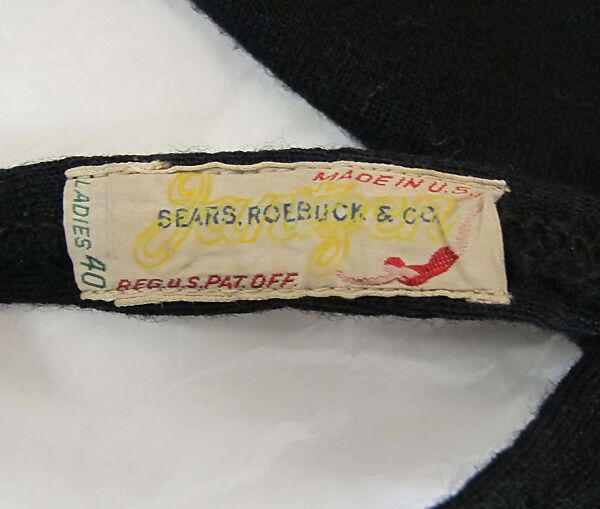 LADIES 40
MADE IN U.S.
Jantzen
SEARS, ROEBUCK & CO.
REG. U.S. PAT. OFF.